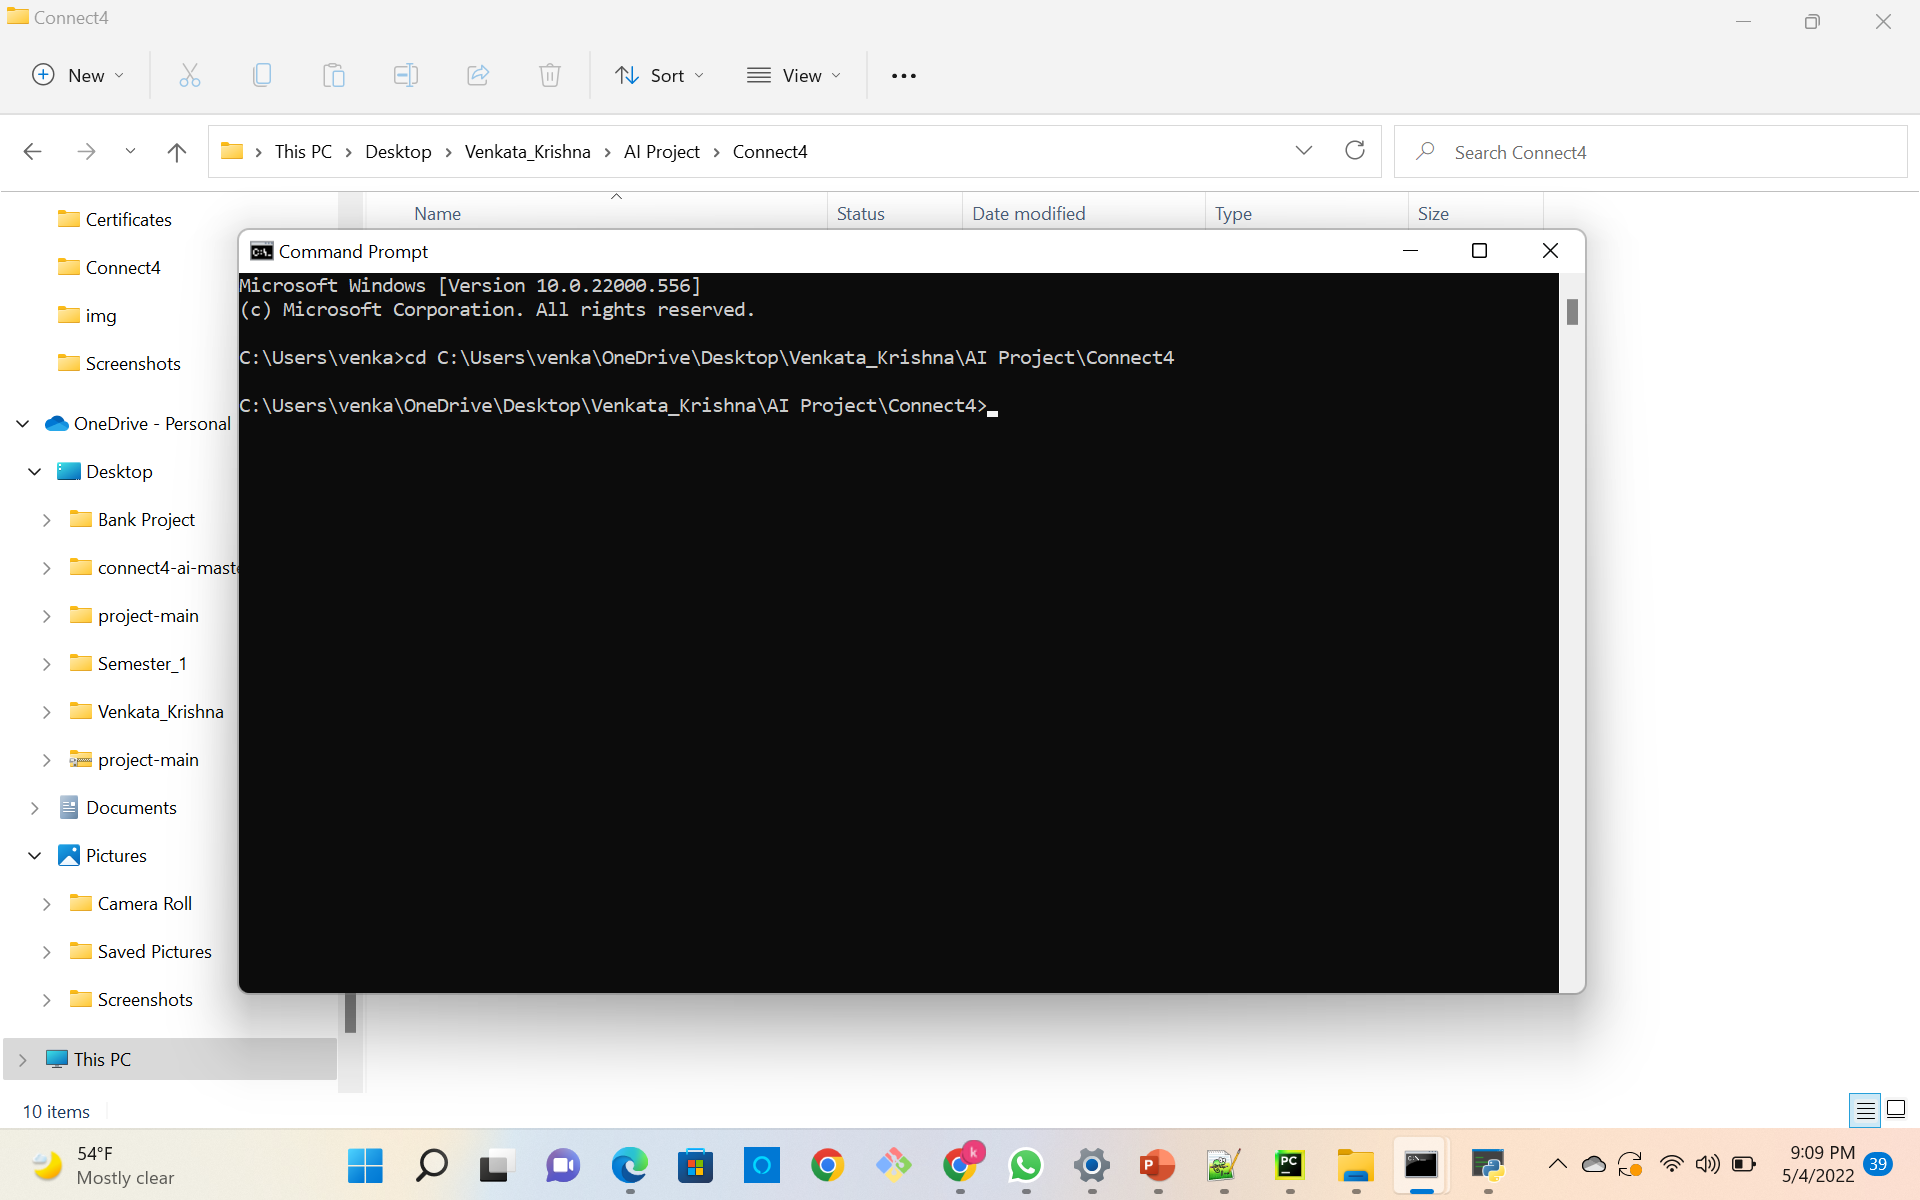 Connect4
New
Sort
View
This PC > Desktop > Venkata_Krishna > AI Project > Connect4
Search Connect4
Name
Status
Date modified
Type
Size
Certificates
Connect4
img
Screenshots
OneDrive - Personal
Desktop
Bank Project
connect4-ai-maste
project-main
Semester_1
Venkata_Krishna
project-main
Documents
Pictures
Camera Roll
Saved Pictures
Screenshots
This PC
10 items
Command Prompt
Microsoft Windows [Version 10.0.22000.556]
(c) Microsoft Corporation. All rights reserved.
C:\Users\venka>cd C:\Users\venka\OneDrive\Desktop\Venkata_Krishna\AI Project\Connect4
C:\Users\venka\OneDrive\Desktop\Venkata_Krishna\AI Project\Connect4>
54°F
Mostly clear
k
P
PC
9:09 PM
5/4/2022
39